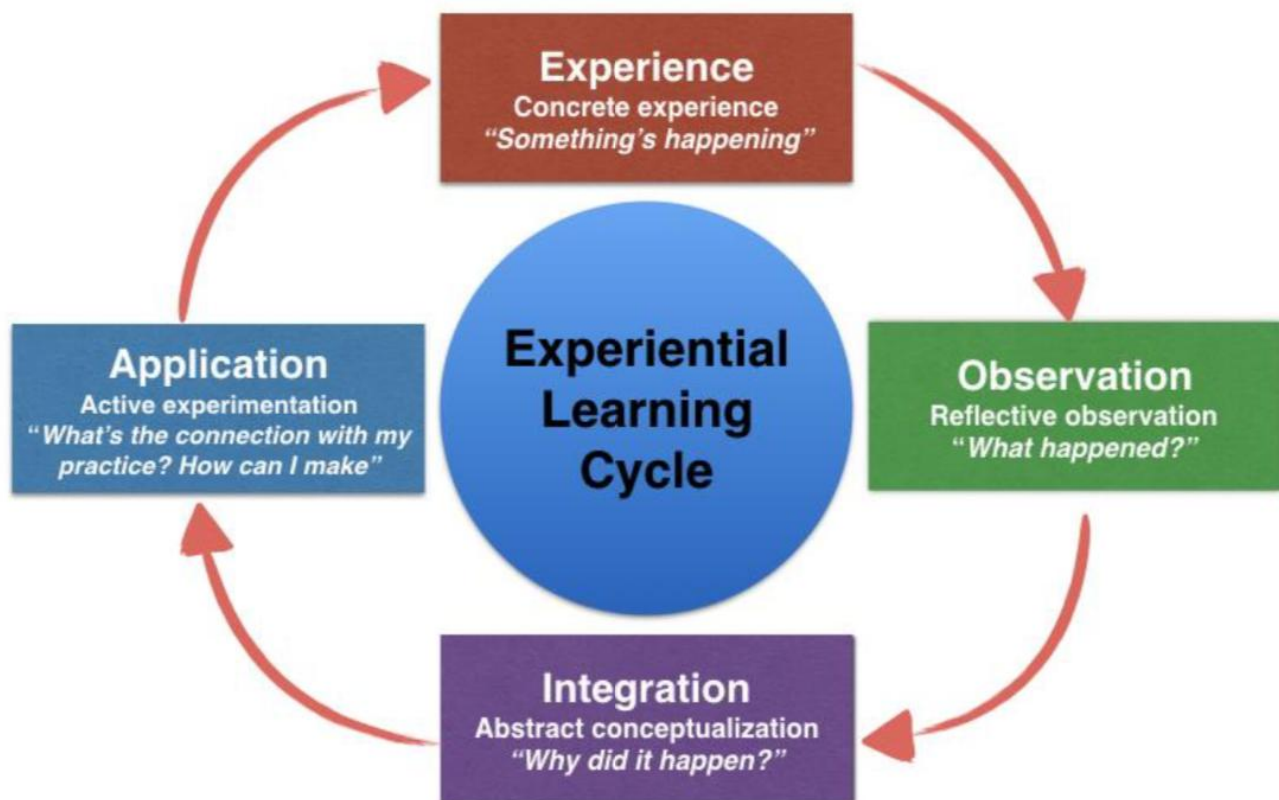 Experience
Concrete experience
“Something’s happening”
Application
Active experimentation
“What’s the connection with my
practice? How can I make”
Experiential
Learning
Cycle
Observation
Reflective observation
“What happened?”
Integration
Abstract conceptualization
“Why did it happen?”